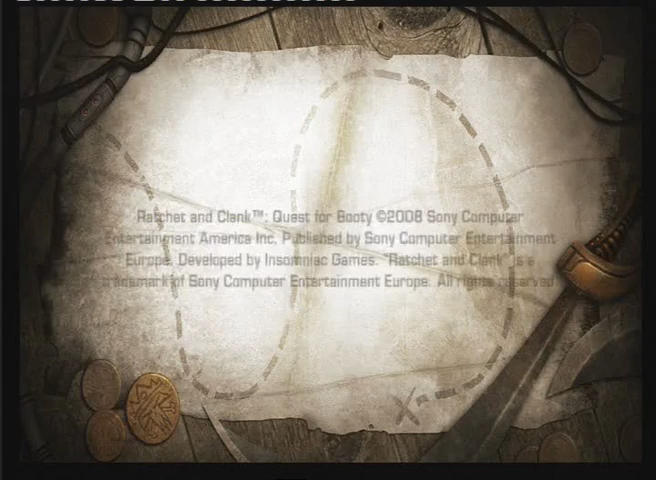 Ratchet and Clank™: Quest for Booty ©2008 Sony Computer
Entertainment America Inc. Published by Sony Computer Entertainment
Europe. Developed by Insomniac Games. "Ratchet and Clank" is a
trademark of Sony Computer Entertainment Europe. All rights reserved